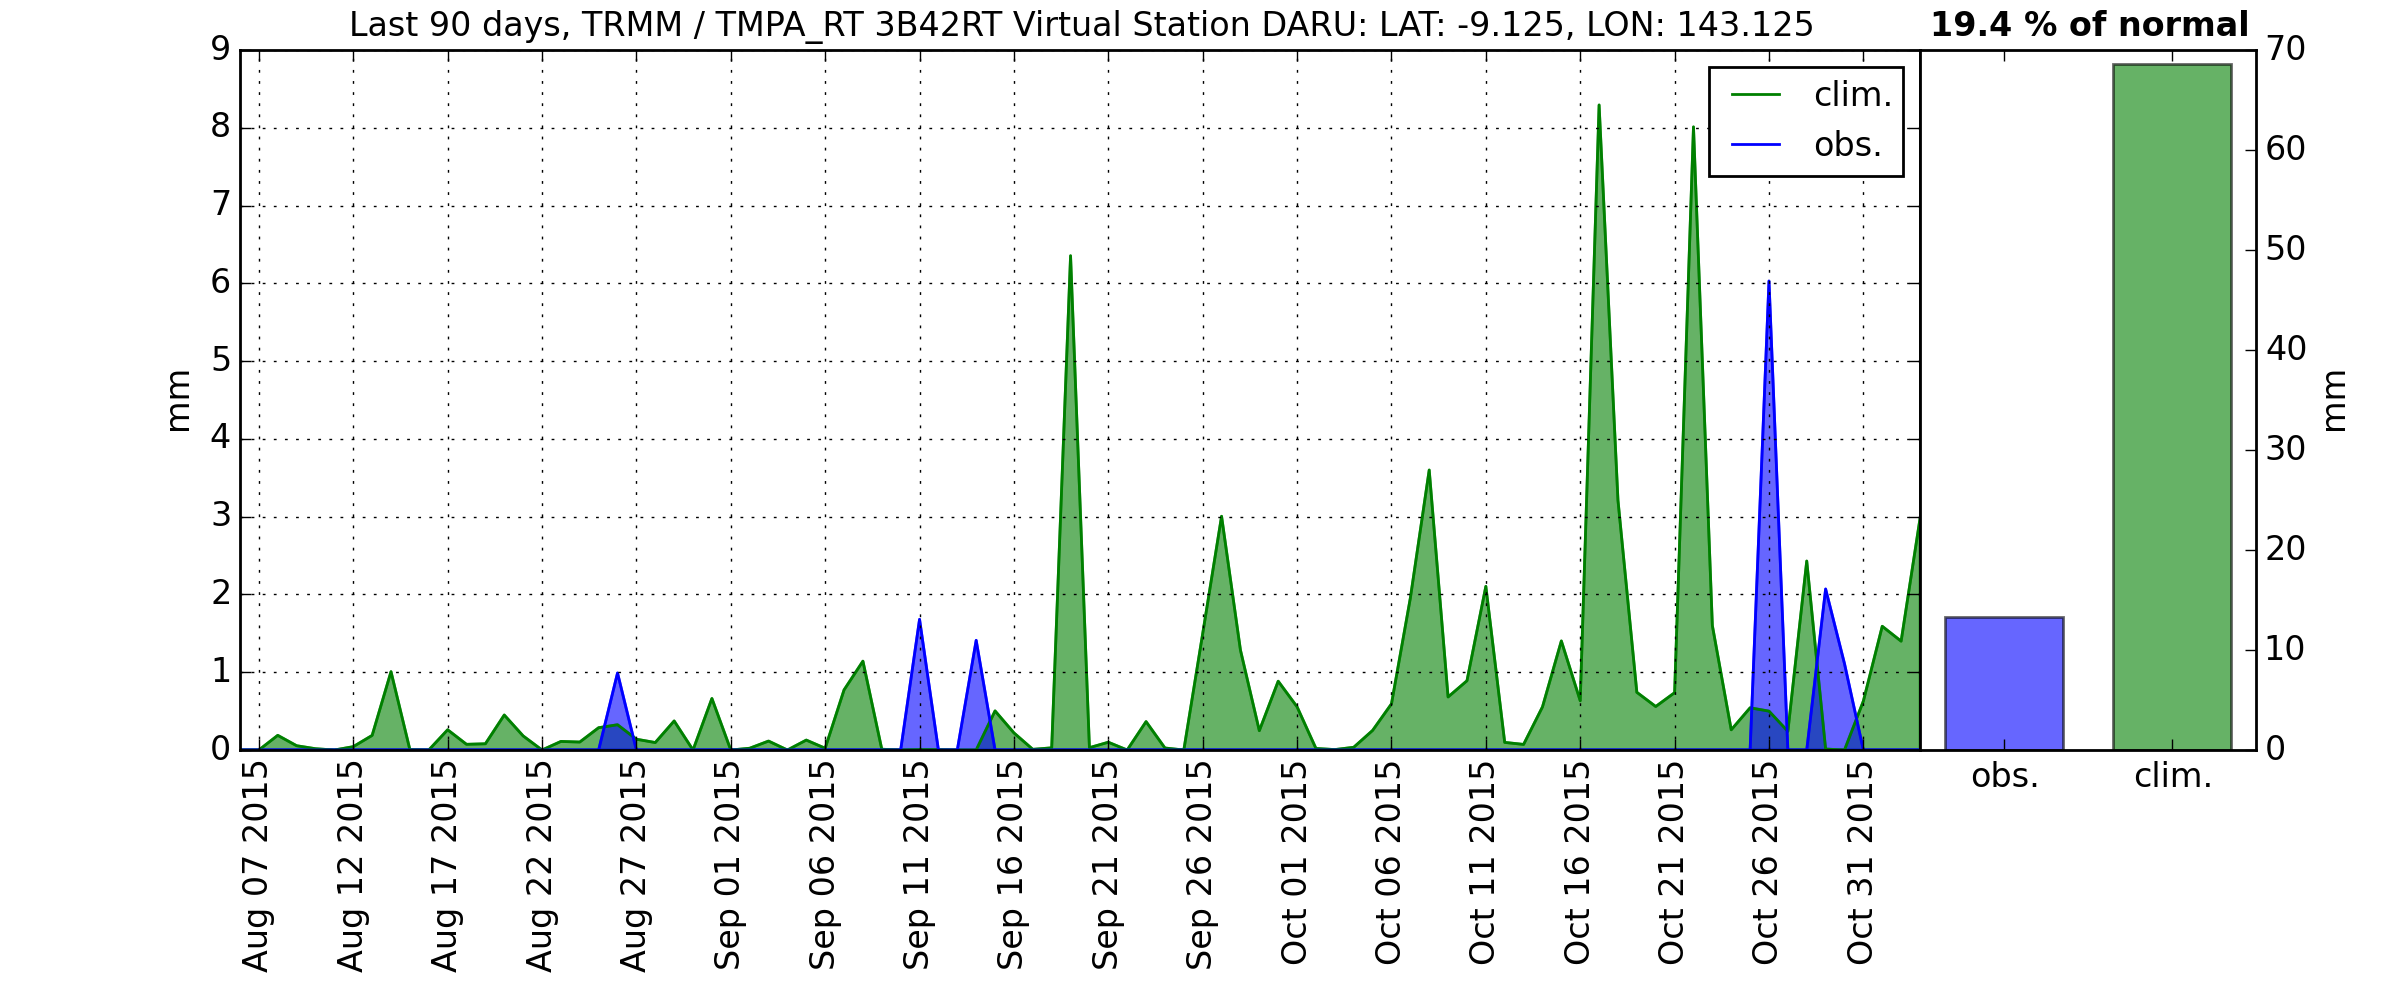 Last 90 days, TRMM / TMPA_RT 3B42RT Virtual Station DARU: LAT: -9.125, LON: 143.125
19.4 % of normal
9
8
7
6
5
4
3
2
1
0
mm
clim.
obs.
70
60
50
40
30
20
10
0
mm
Aug 07 2015
Aug 12 2015
Aug 17 2015
Aug 22 2015
Aug 27 2015
Sep 01 2015
Sep 06 2015
Sep 11 2015
Sep 16 2015
Sep 21 2015
Sep 26 2015
Oct 01 2015
Oct 06 2015
Oct 11 2015
Oct 16 2015
Oct 21 2015
Oct 26 2015
Oct 31 2015
obs.
clim.